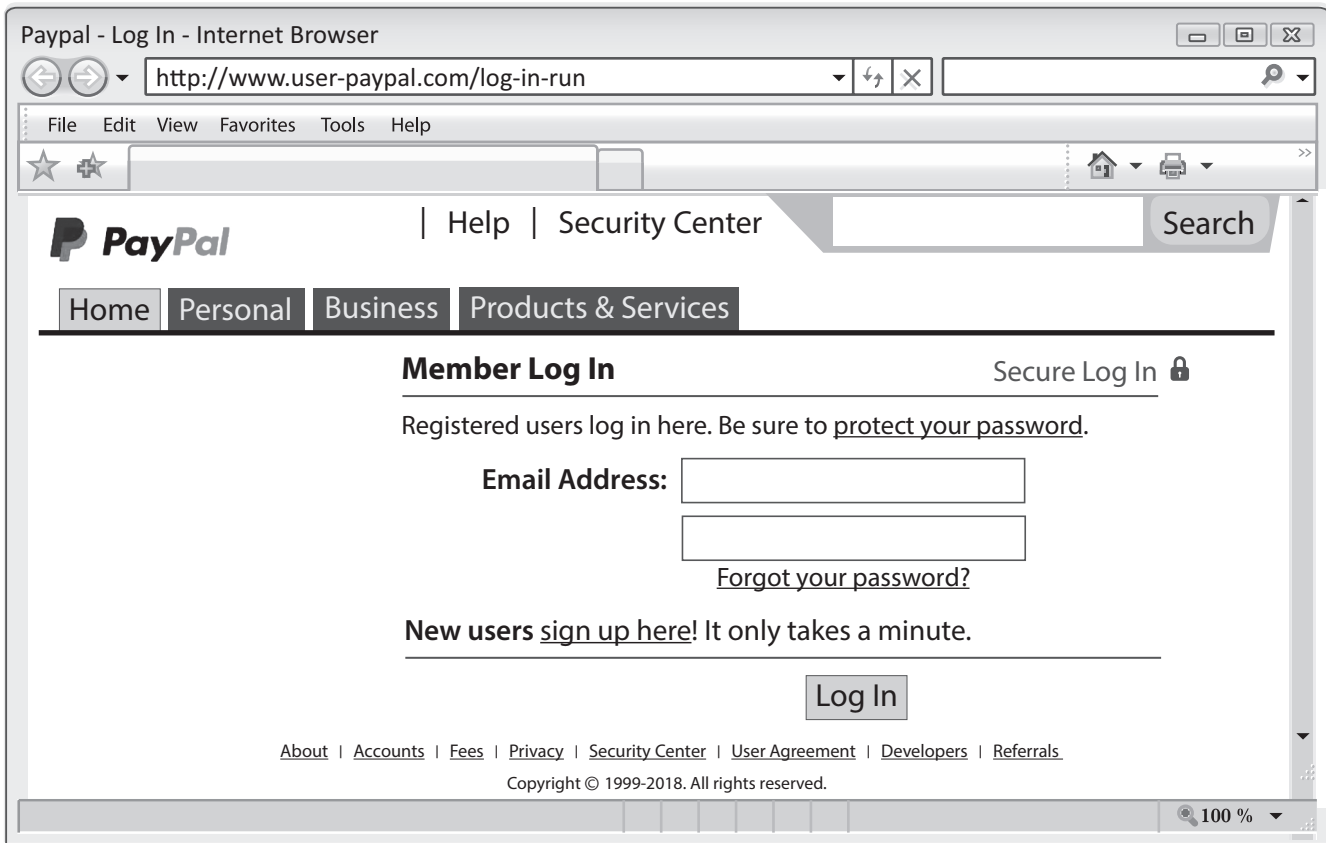 Paypal - Log In - Internet Browser
http://www.user-paypal.com/log-in-run
File Edit View Favorites Tools Help
PayPal | Help | Security Center Search
Home Personal Business Products & Services
Member Log In Secure Log In
Registered users log in here. Be sure to protect your password.
Email Address:
Forgot your password?
New users sign up here! It only takes a minute.
Log In
About | Accounts | Fees | Privacy | Security Center | User Agreement | Developers | Referrals
Copyright © 1999-2018. All rights reserved.
100 %